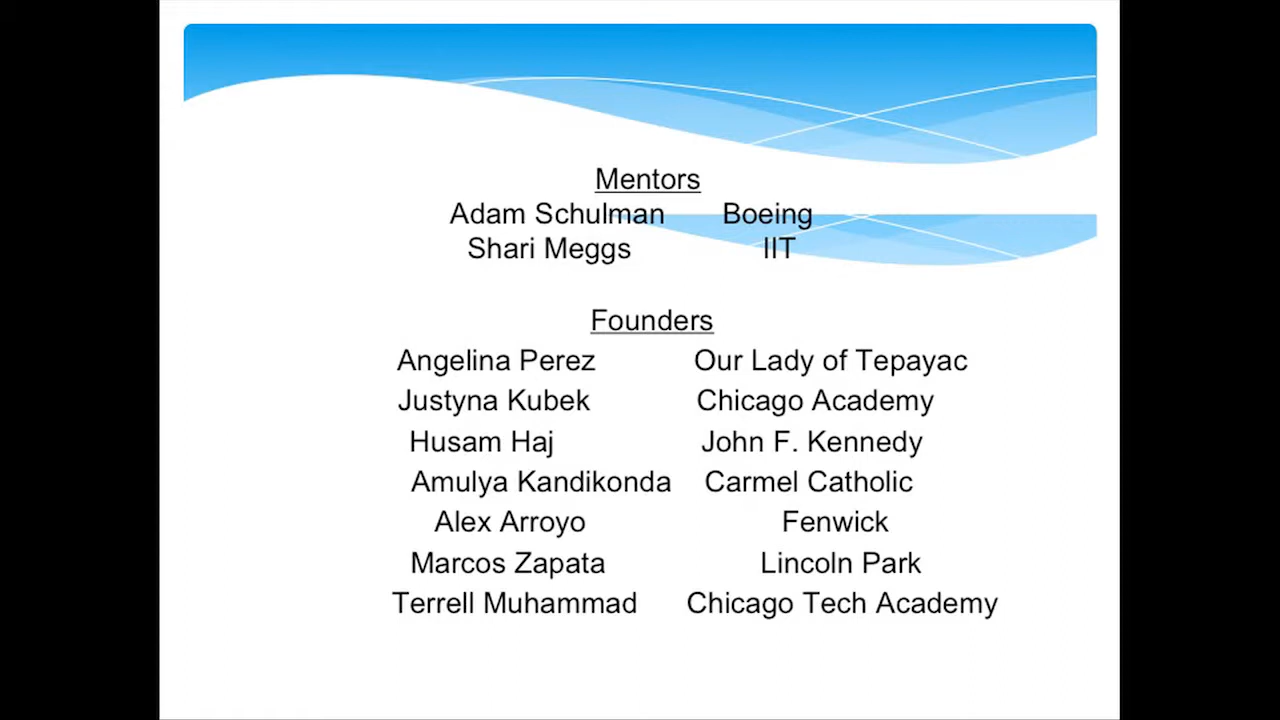 Mentors
Adam Schulman Boeing
Shari Meggs IIT
Founders
Angelina Perez Our Lady of Tepayac
Justyna Kubek Chicago Academy
Husam Haj John F. Kennedy
Amulya Kandikonda Carmel Catholic
Alex Arroyo Fenwick
Marcos Zapata Lincoln Park
Terrell Muhammad Chicago Tech Academy